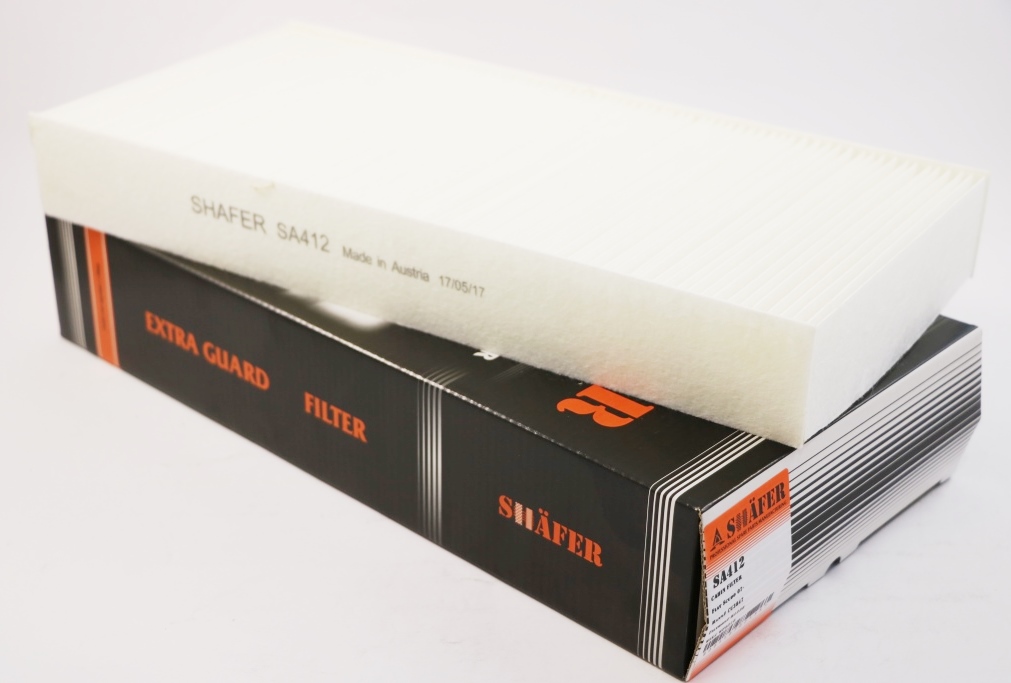 SHAFER SA412 Made in Austria 17/05/17
EXTRA GUARD FILTER
R
R
SHÄFER
SHÄFER
SA412
CABIN FILTER